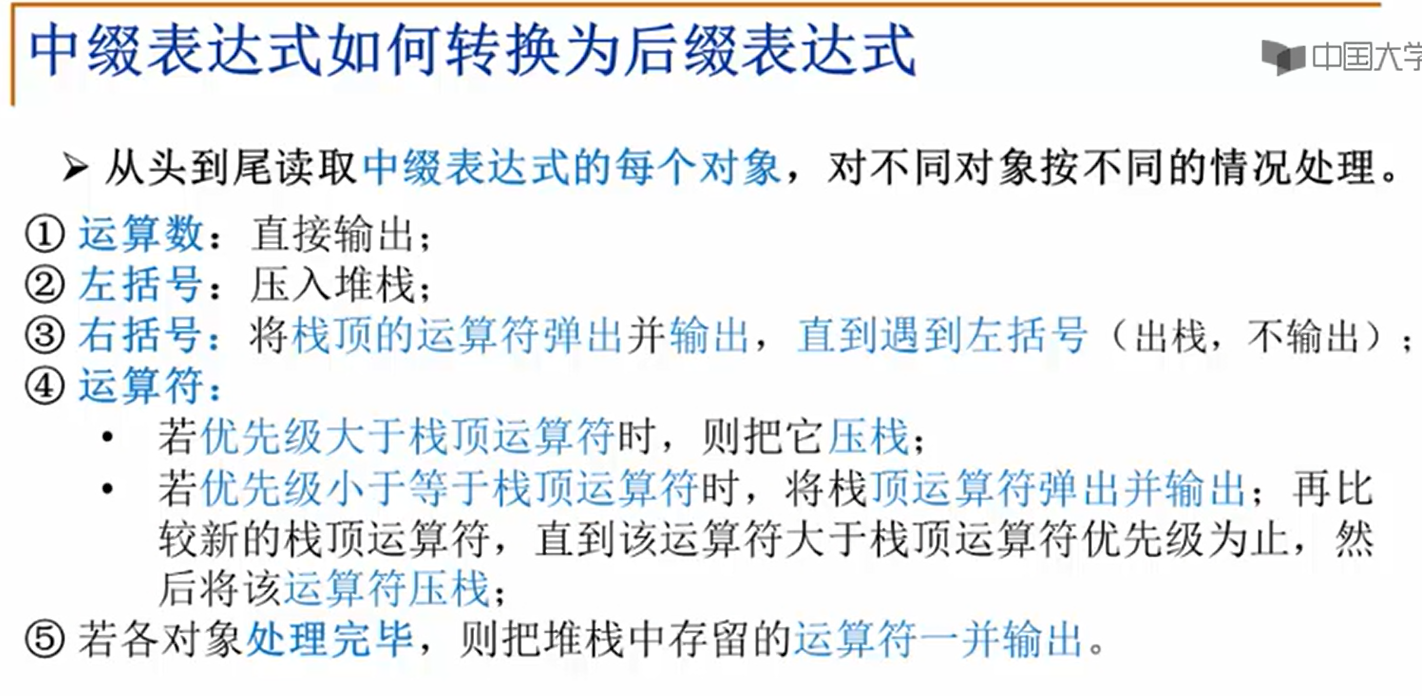 中缀表达式如何转换为后缀表达式
中国大学
➢ 从头到尾读取中缀表达式的每个对象，对不同对象按不同的情况处理。
① 运算数：直接输出；
② 左括号：压入堆栈；
③ 右括号：将栈顶的运算符弹出并输出，直到遇到左括号（出栈，不输出）；
④ 运算符：
• 若优先级大于栈顶运算符时，则把它压栈；
• 若优先级小于等于栈顶运算符时，将栈顶运算符弹出并输出；再比
较新的栈顶运算符，直到该运算符大于栈顶运算符优先级为止，然
后将该运算符压栈；
⑤ 若各对象处理完毕，则把堆栈中存留的运算符一并输出。